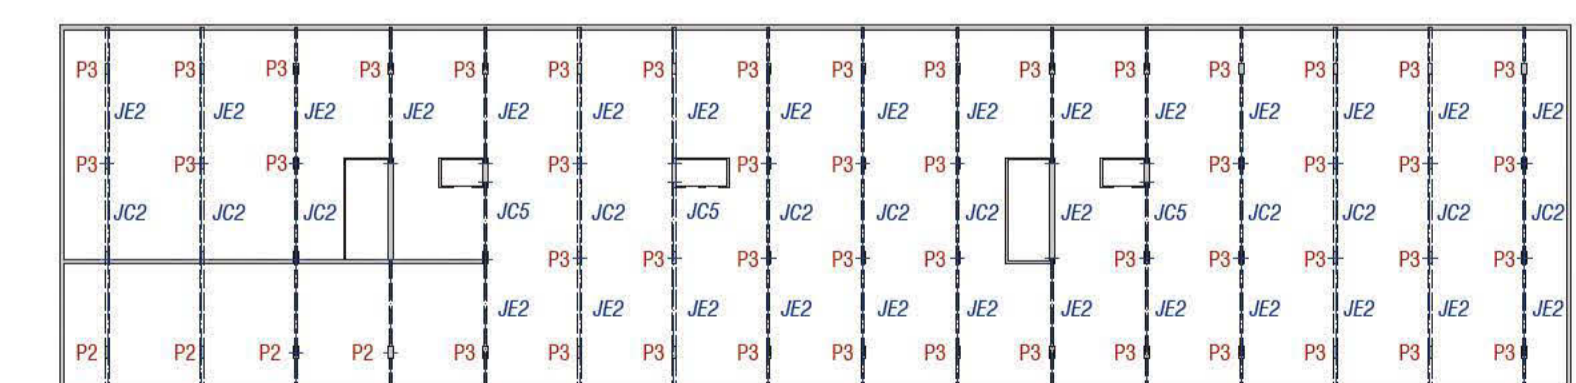 P3 P3 P3 P3 P3 P3 P3 P3 P3 P3 P3 P3 P3 P3 P3 P3
JE2 JE2 JE2 JE2 JE2 JE2 JE2 JE2 JE2 JE2 JE2 JE2 JE2 JE2 JE2 JE2
P3 P3 P3 P3 P3 P3 P3 P3 P3 P3 P3 P3
JC2 JC2 JC2 JC5 JC2 JC5 JC2 JC2 JC2 JE2 JC5 JC2 JC2 JC2 JC2
P3 P3 P3 P3 P3 P3 P3 P3 P3 P3
JE2 JE2 JE2 JE2 JE2 JE2 JE2 JE2 JE2 JE2 JE2 JE2
P2 P2 P2 P2 P3 P3 P3 P3 P3 P3 P3 P3 P3 P3 P3 P3